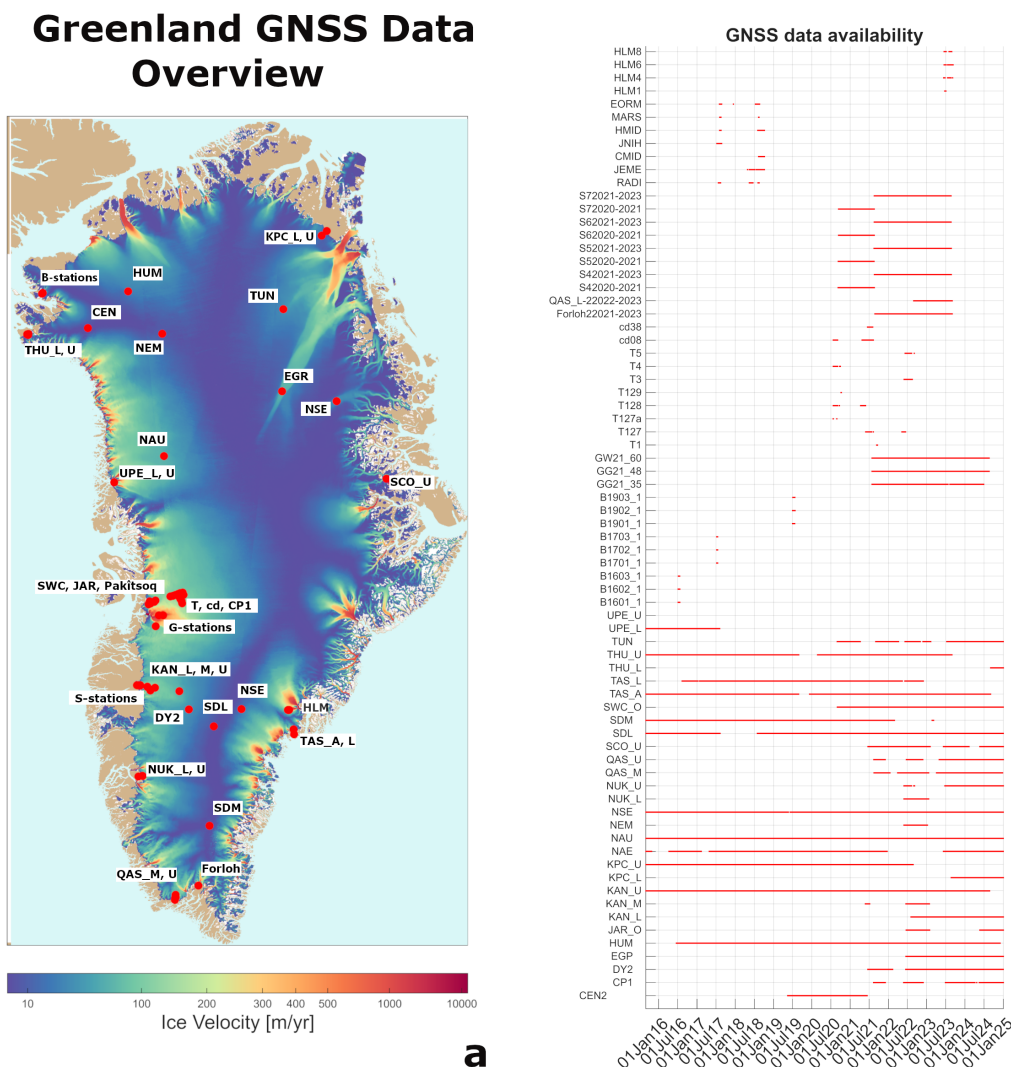 Greenland GNSS Data
Overview
KPC_L, U
B-stations
HUM
TUN
CEN
THU_L, U
NEM
EGR
NSE
NAU
UPE_L, U
SCO_U
SWC, JAR, Pakitsoq
T, cd, CP1
G-stations
KAN_L, M, U
S-stations
NSE
SDL
HLM
DY2
TAS_A, L
NUK_L, U
SDM
Forloh
QAS_M, U
10 100 200 300 400 500 1000 10000
Ice Velocity [m/yr]
a
GNSS data availability
HLM8
HLM6
HLM4
HLM1
EORM
MARS
HMID
JNIH
CMID
JEME
RADI
S72021-2023
S72020-2021
S62021-2023
S62020-2021
S52021-2023
S52020-2021
S42021-2023
S42020-2021
QAS_L-22022-2023
Forloh22021-2023
cd38
cd08
T5
T4
T3
T129
T128
T127a
T127
T1
GW21_60
GG21_48
GG21_35
B1903_1
B1902_1
B1901_1
B1703_1
B1702_1
B1701_1
B1603_1
B1602_1
B1601_1
UPE_U
UPE_L
TUN
THU_U
THU_L
TAS_L
TAS_A
SWC_O
SDM
SDL
SCO_U
QAS_U
QAS_M
NUK_U
NUK_L
NSE
NEM
NAU
NAE
KPC_U
KPC_L
KAN_U
KAN_M
KAN_L
JAR_O
HUM
EGP
DY2
CP1
CEN2
01Jan16
01Jul16
01Jan17
01Jul17
01Jan18
01Jul18
01Jan19
01Jul19
01Jan20
01Jul20
01Jan21
01Jul21
01Jan22
01Jul22
01Jan23
01Jul23
01Jan24
01Jul24
01Jan25